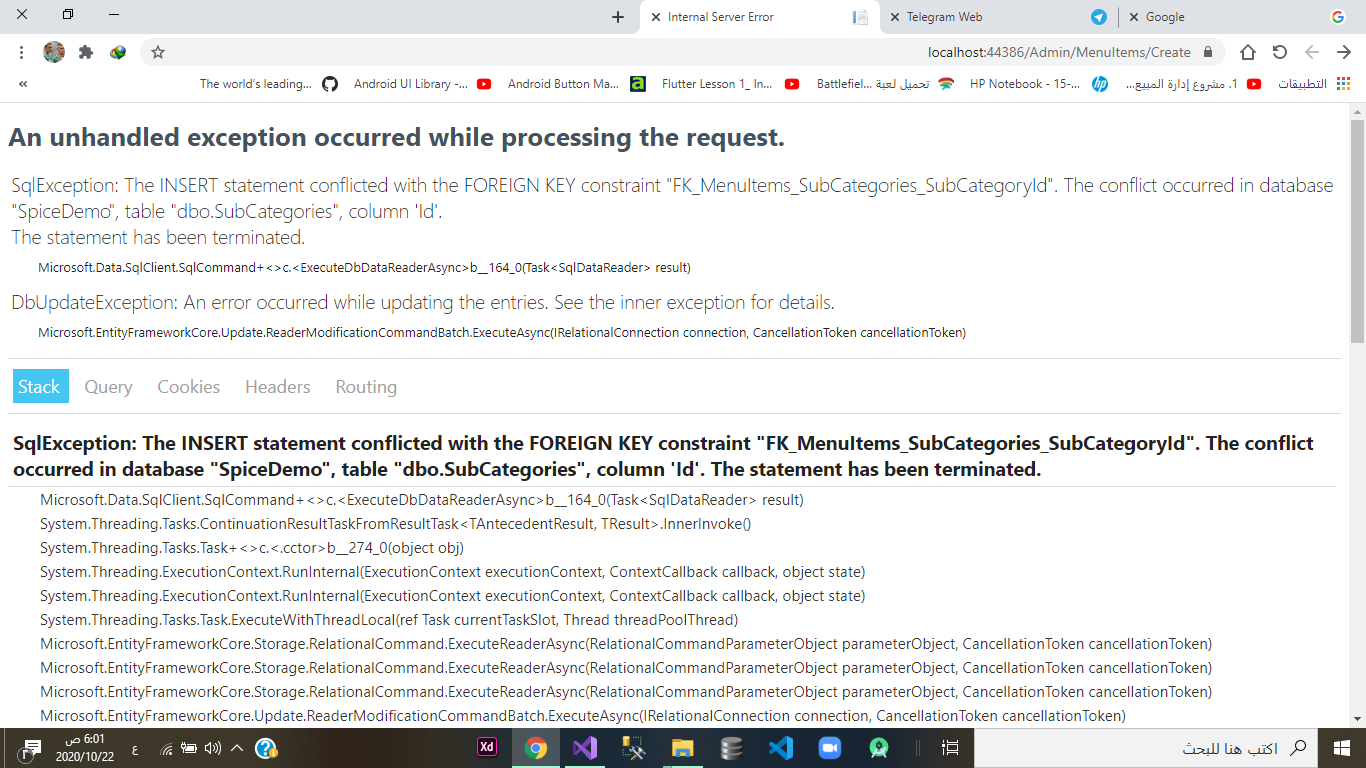 Internal Server Error
Telegram Web
Google
localhost:44386/Admin/MenuItems/Create
The world's leading...
Android UI Library -...
Android Button Ma...
Flutter Lesson 1_ In...
تحميل لعبة Battlefiel...
HP Notebook - 15-...
1. مشروع إدارة المبيع...
التطبيقات
An unhandled exception occurred while processing the request.
SqlException: The INSERT statement conflicted with the FOREIGN KEY constraint "FK_MenuItems_SubCategories_SubCategoryId". The conflict occurred in database
"SpiceDemo", table "dbo.SubCategories", column 'Id'.
The statement has been terminated.
Microsoft.Data.SqlClient.SqlCommand+<>c.<ExecuteDbDataReaderAsync>b__164_0(Task<SqlDataReader> result)
DbUpdateException: An error occurred while updating the entries. See the inner exception for details.
Microsoft.EntityFrameworkCore.Update.ReaderModificationCommandBatch.ExecuteAsync(IRelationalConnection connection, CancellationToken cancellationToken)
Stack Query Cookies Headers Routing
SqlException: The INSERT statement conflicted with the FOREIGN KEY constraint "FK_MenuItems_SubCategories_SubCategoryId". The conflict
occurred in database "SpiceDemo", table "dbo.SubCategories", column 'Id'. The statement has been terminated.
Microsoft.Data.SqlClient.SqlCommand+<>c.<ExecuteDbDataReaderAsync>b__164_0(Task<SqlDataReader> result)
System.Threading.Tasks.ContinuationResultTaskFromResultTask<TAntecedentResult, TResult>.InnerInvoke()
System.Threading.Tasks.Task+<>c.<.cctor>b__274_0(object obj)
System.Threading.ExecutionContext.RunInternal(ExecutionContext executionContext, ContextCallback callback, object state)
System.Threading.ExecutionContext.RunInternal(ExecutionContext executionContext, ContextCallback callback, object state)
System.Threading.Tasks.Task.ExecuteWithThreadLocal(ref Task currentTaskSlot, Thread threadPoolThread)
Microsoft.EntityFrameworkCore.Storage.RelationalCommand.ExecuteReaderAsync(RelationalCommandParameterObject parameterObject, CancellationToken cancellationToken)
Microsoft.EntityFrameworkCore.Storage.RelationalCommand.ExecuteReaderAsync(RelationalCommandParameterObject parameterObject, CancellationToken cancellationToken)
Microsoft.EntityFrameworkCore.Storage.RelationalCommand.ExecuteReaderAsync(RelationalCommandParameterObject parameterObject, CancellationToken cancellationToken)
Microsoft.EntityFrameworkCore.Update.ReaderModificationCommandBatch.ExecuteAsync(IRelationalConnection connection, CancellationToken cancellationToken)
6:01 ص
2020/10/22
ع
Xd
اكتب هنا للبحث